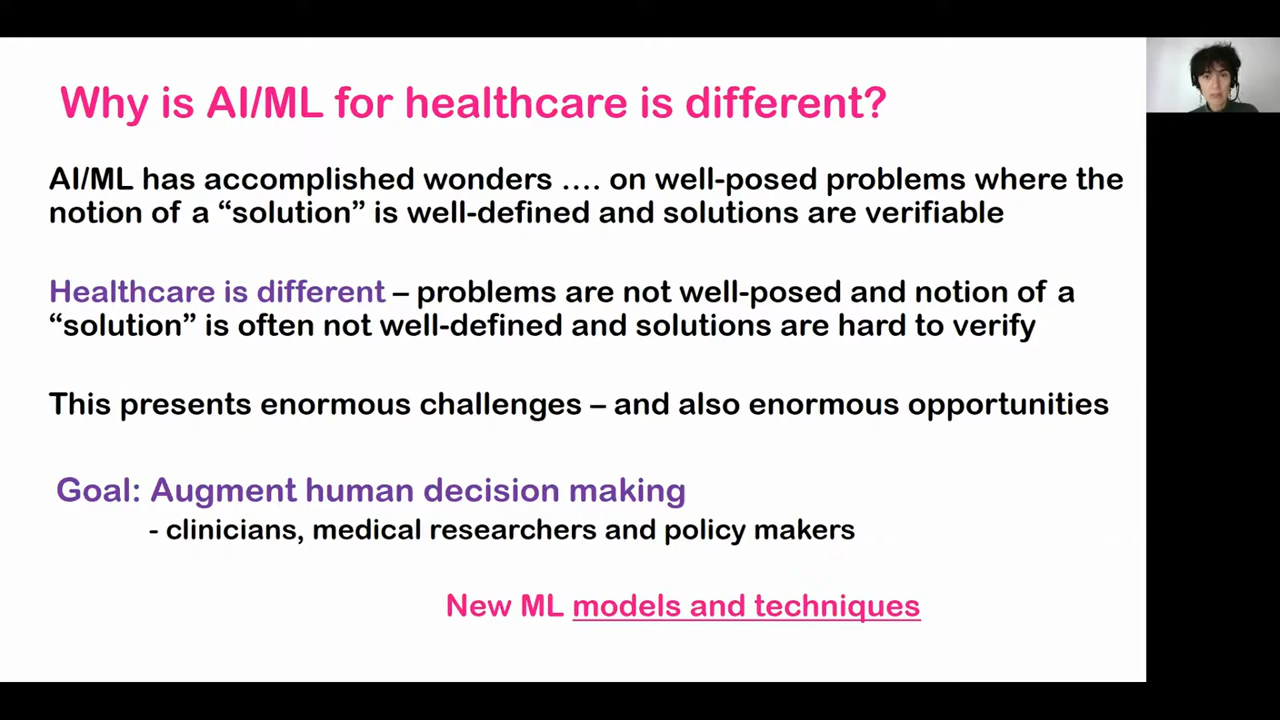 Why is AI/ML for healthcare is different?
AI/ML has accomplished wonders …. on well-posed problems where the
notion of a “solution” is well-defined and solutions are verifiable
Healthcare is different – problems are not well-posed and notion of a
“solution” is often not well-defined and solutions are hard to verify
This presents enormous challenges – and also enormous opportunities
Goal: Augment human decision making
- clinicians, medical researchers and policy makers
New ML models and techniques